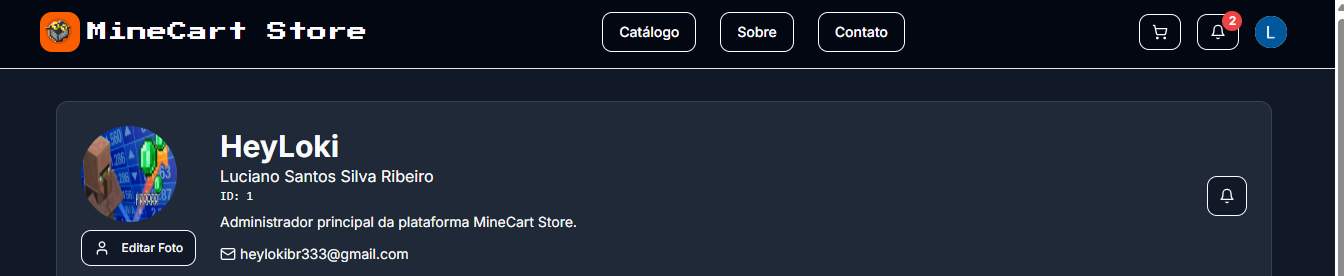 MineCart Store
Catálogo
Sobre
Contato
2
L
HeyLoki
Luciano Santos Silva Ribeiro
ID: 1
Administrador principal da plataforma MineCart Store.
Editar Foto
heylokibr333@gmail.com